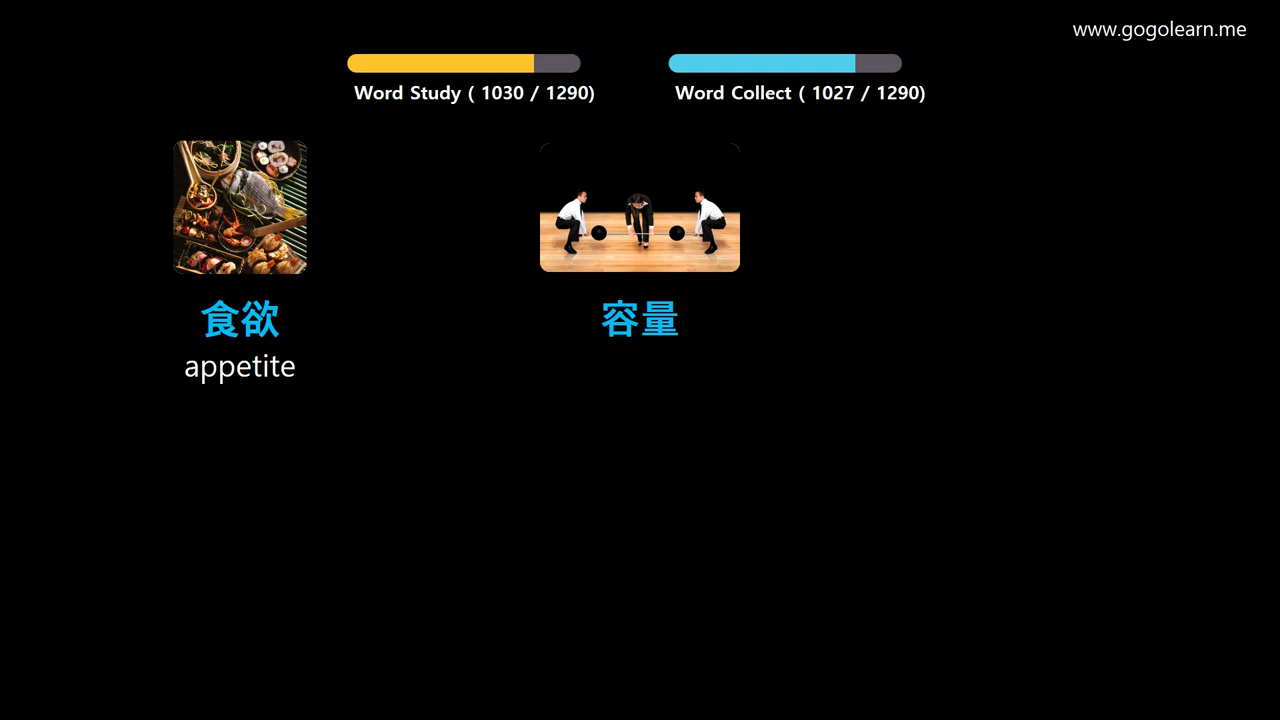 www.gogolearn.me
Word Study ( 1030 / 1290)
Word Collect ( 1027 / 1290)
食欲
appetite
容量